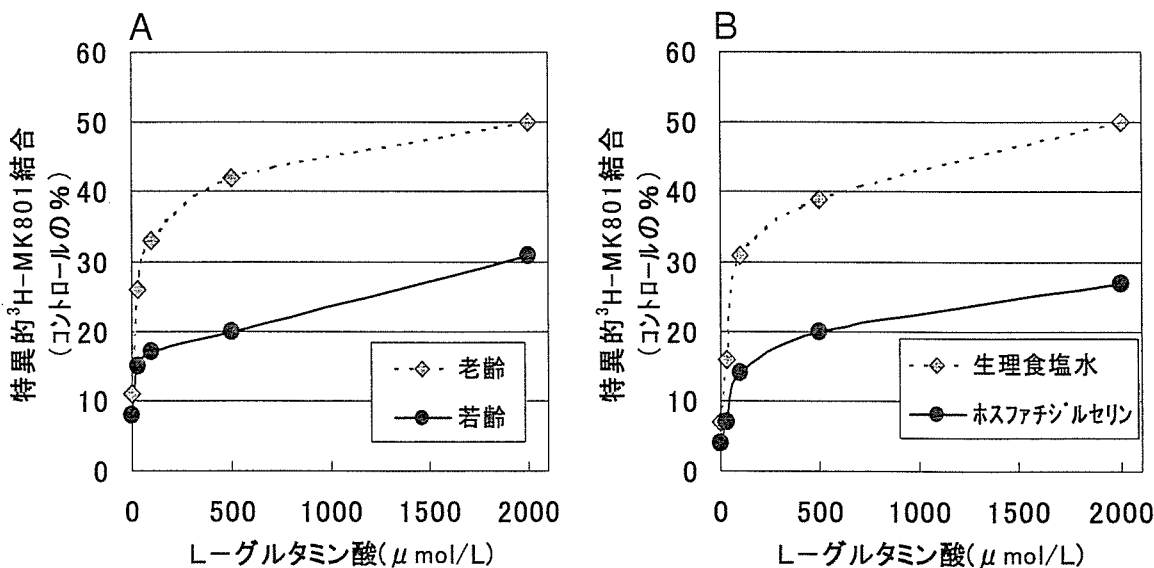 A
60
50
40
30
20
10
0
特異的³H-MK801結合
(コントロールの%)
老齢
若齢
0 500 1000 1500 2000
L-グルタミン酸(μmol/L)
B
60
50
40
30
20
10
0
特異的³H-MK801結合
(コントロールの%)
生理食塩水
ホスファチジルセリン
0 500 1000 1500 2000
L-グルタミン酸(μmol/L)